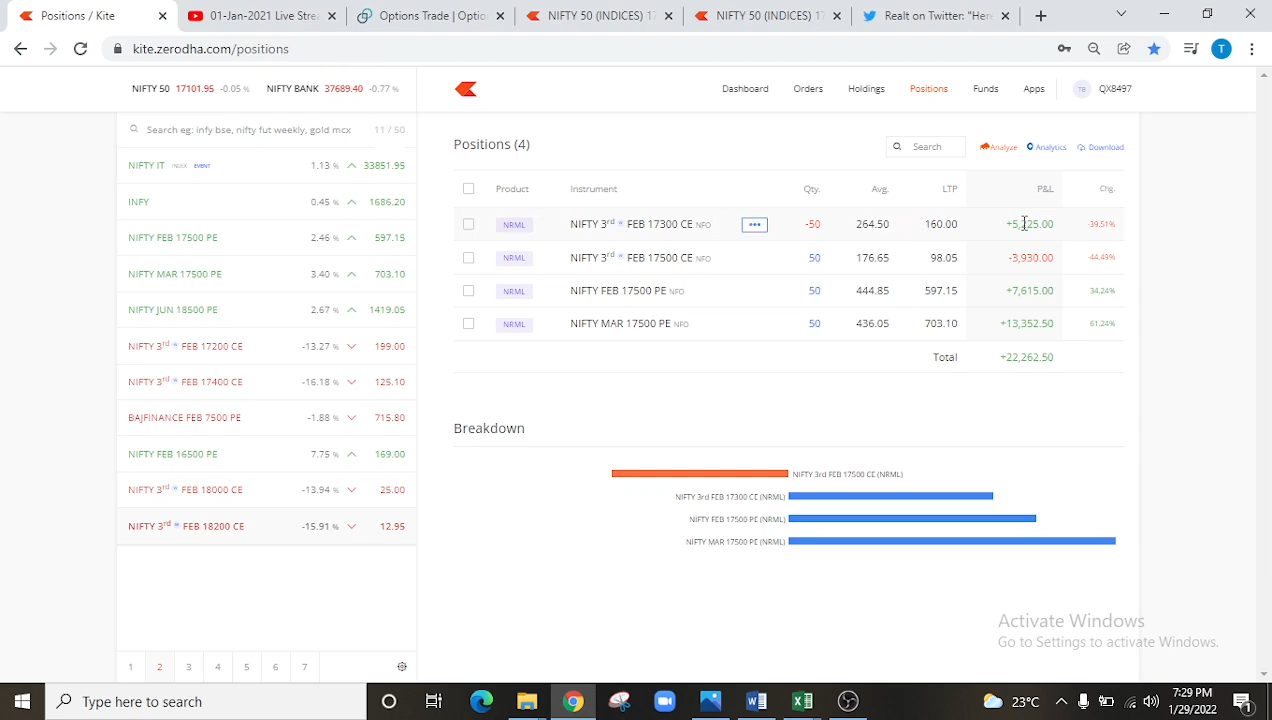 Positions / Kite
01-Jan-2021 Live Stream
Options Trade | Option
NIFTY 50 (INDICES) 17
NIFTY 50 (INDICES) 17
Realt on Twitter: "Here
kite.zerodha.com/positions
T
NIFTY 50 17101.95 -0.05 % NIFTY BANK 37689.40 -0.77 %
Dashboard Orders Holdings Positions Funds Apps TB QX8497
Search eg: infy bse, nifty fut weekly, gold mcx 11 / 50
NIFTY IT INDICES EVENT 1.13 % 33851.95
INFY 0.45 % 1686.20
NIFTY FEB 17500 PE 2.46 % 597.15
NIFTY MAR 17500 PE 3.40 % 703.10
NIFTY JUN 18500 PE 2.67 % 1419.05
NIFTY 3rd w FEB 17200 CE -13.27 % 199.00
NIFTY 3rd w FEB 17400 CE -16.18 % 125.10
BAJFINANCE FEB 7500 PE -1.88 % 715.80
NIFTY FEB 16500 PE 7.75 % 169.00
NIFTY 3rd w FEB 18000 CE -13.94 % 25.00
NIFTY 3rd w FEB 18200 CE -15.91 % 12.95
1 2 3 4 5 6 7
Positions (4) Search Analyze Analytics Download
Product Instrument Qty. Avg. LTP P&L Chg.
NRML NIFTY 3rd w FEB 17300 CE NFO ••• -50 264.50 160.00 +5,225.00 -39.51%
NRML NIFTY 3rd w FEB 17500 CE NFO 50 176.65 98.05 -3,930.00 -44.49%
NRML NIFTY FEB 17500 PE NFO 50 444.85 597.15 +7,615.00 34.24%
NRML NIFTY MAR 17500 PE NFO 50 436.05 703.10 +13,352.50 61.24%
Total +22,262.50
Breakdown
NIFTY 3rd FEB 17500 CE (NRML)
NIFTY 3rd FEB 17300 CE (NRML)
NIFTY FEB 17500 PE (NRML)
NIFTY MAR 17500 PE (NRML)
Activate Windows
Go to Settings to activate Windows.
Type here to search
23°C
7:29 PM
1/29/2022
1